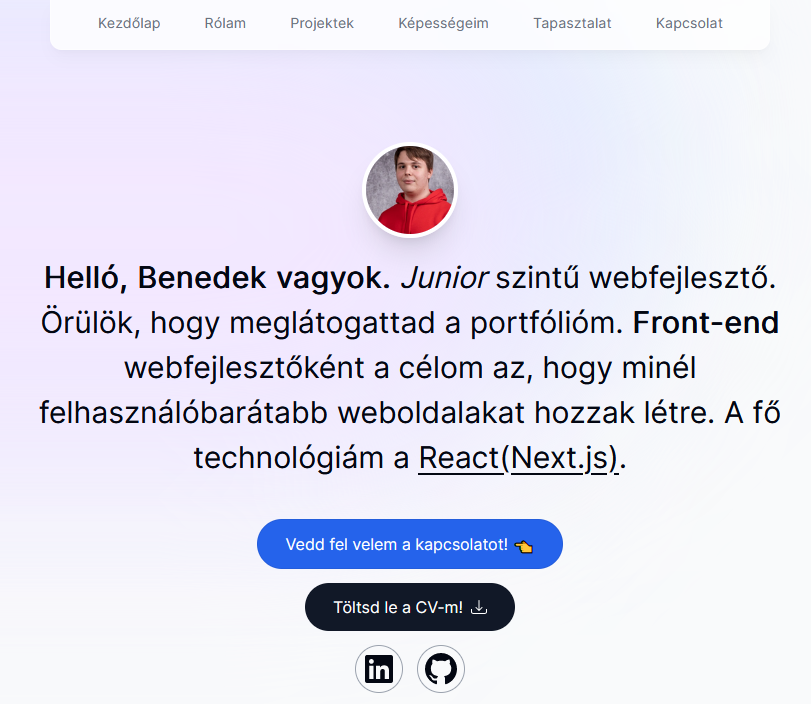 Kezdőlap Rólam Projektek Képességeim Tapasztalat Kapcsolat
Helló, Benedek vagyok. Junior szintű webfejlesztő.
Örülök, hogy meglátogattad a portfólióm. Front-end
webfejlesztőként a célom az, hogy minél
felhasználóbarátabb weboldalakat hozzak létre. A fő
technológiám a React(Next.js).
Vedd fel velem a kapcsolatot! 👈
Töltsd le a CV-m!
in